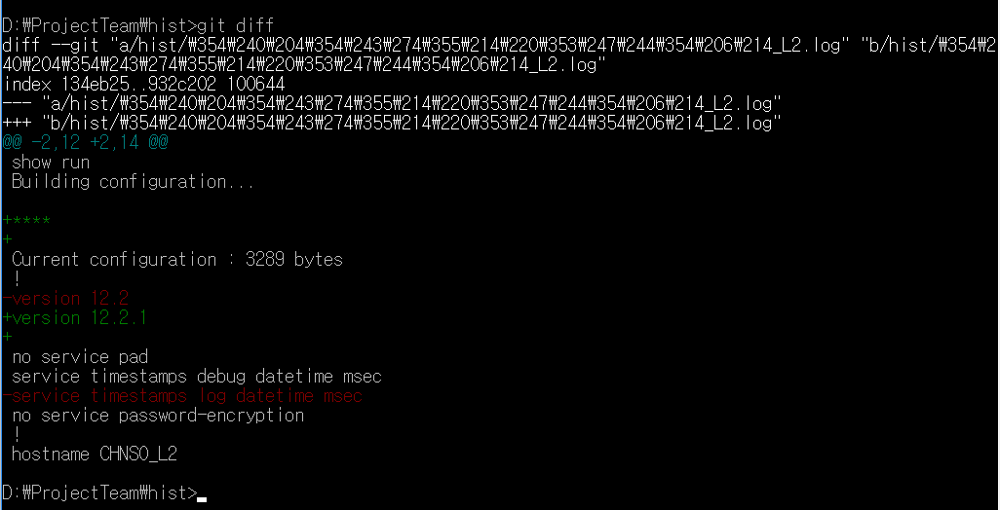 D:₩ProjectTeam₩hist>git diff
diff --git "a/hist/₩354₩240₩204₩354₩243₩274₩355₩214₩220₩353₩247₩244₩354₩206₩214_L2.log" "b/hist/₩354₩2
40₩204₩354₩243₩274₩355₩214₩220₩353₩247₩244₩354₩206₩214_L2.log"
index 134eb25..932c202 100644
--- "a/hist/₩354₩240₩204₩354₩243₩274₩355₩214₩220₩353₩247₩244₩354₩206₩214_L2.log"
+++ "b/hist/₩354₩240₩204₩354₩243₩274₩355₩214₩220₩353₩247₩244₩354₩206₩214_L2.log"
@@ -2,12 +2,14 @@
 show run
 Building configuration...

+****
+
 Current configuration : 3289 bytes
 !
-version 12.2
+version 12.2.1
+
 no service pad
 service timestamps debug datetime msec
-service timestamps log datetime msec
 no service password-encryption
 !
 hostname CHNSO_L2

D:₩ProjectTeam₩hist>